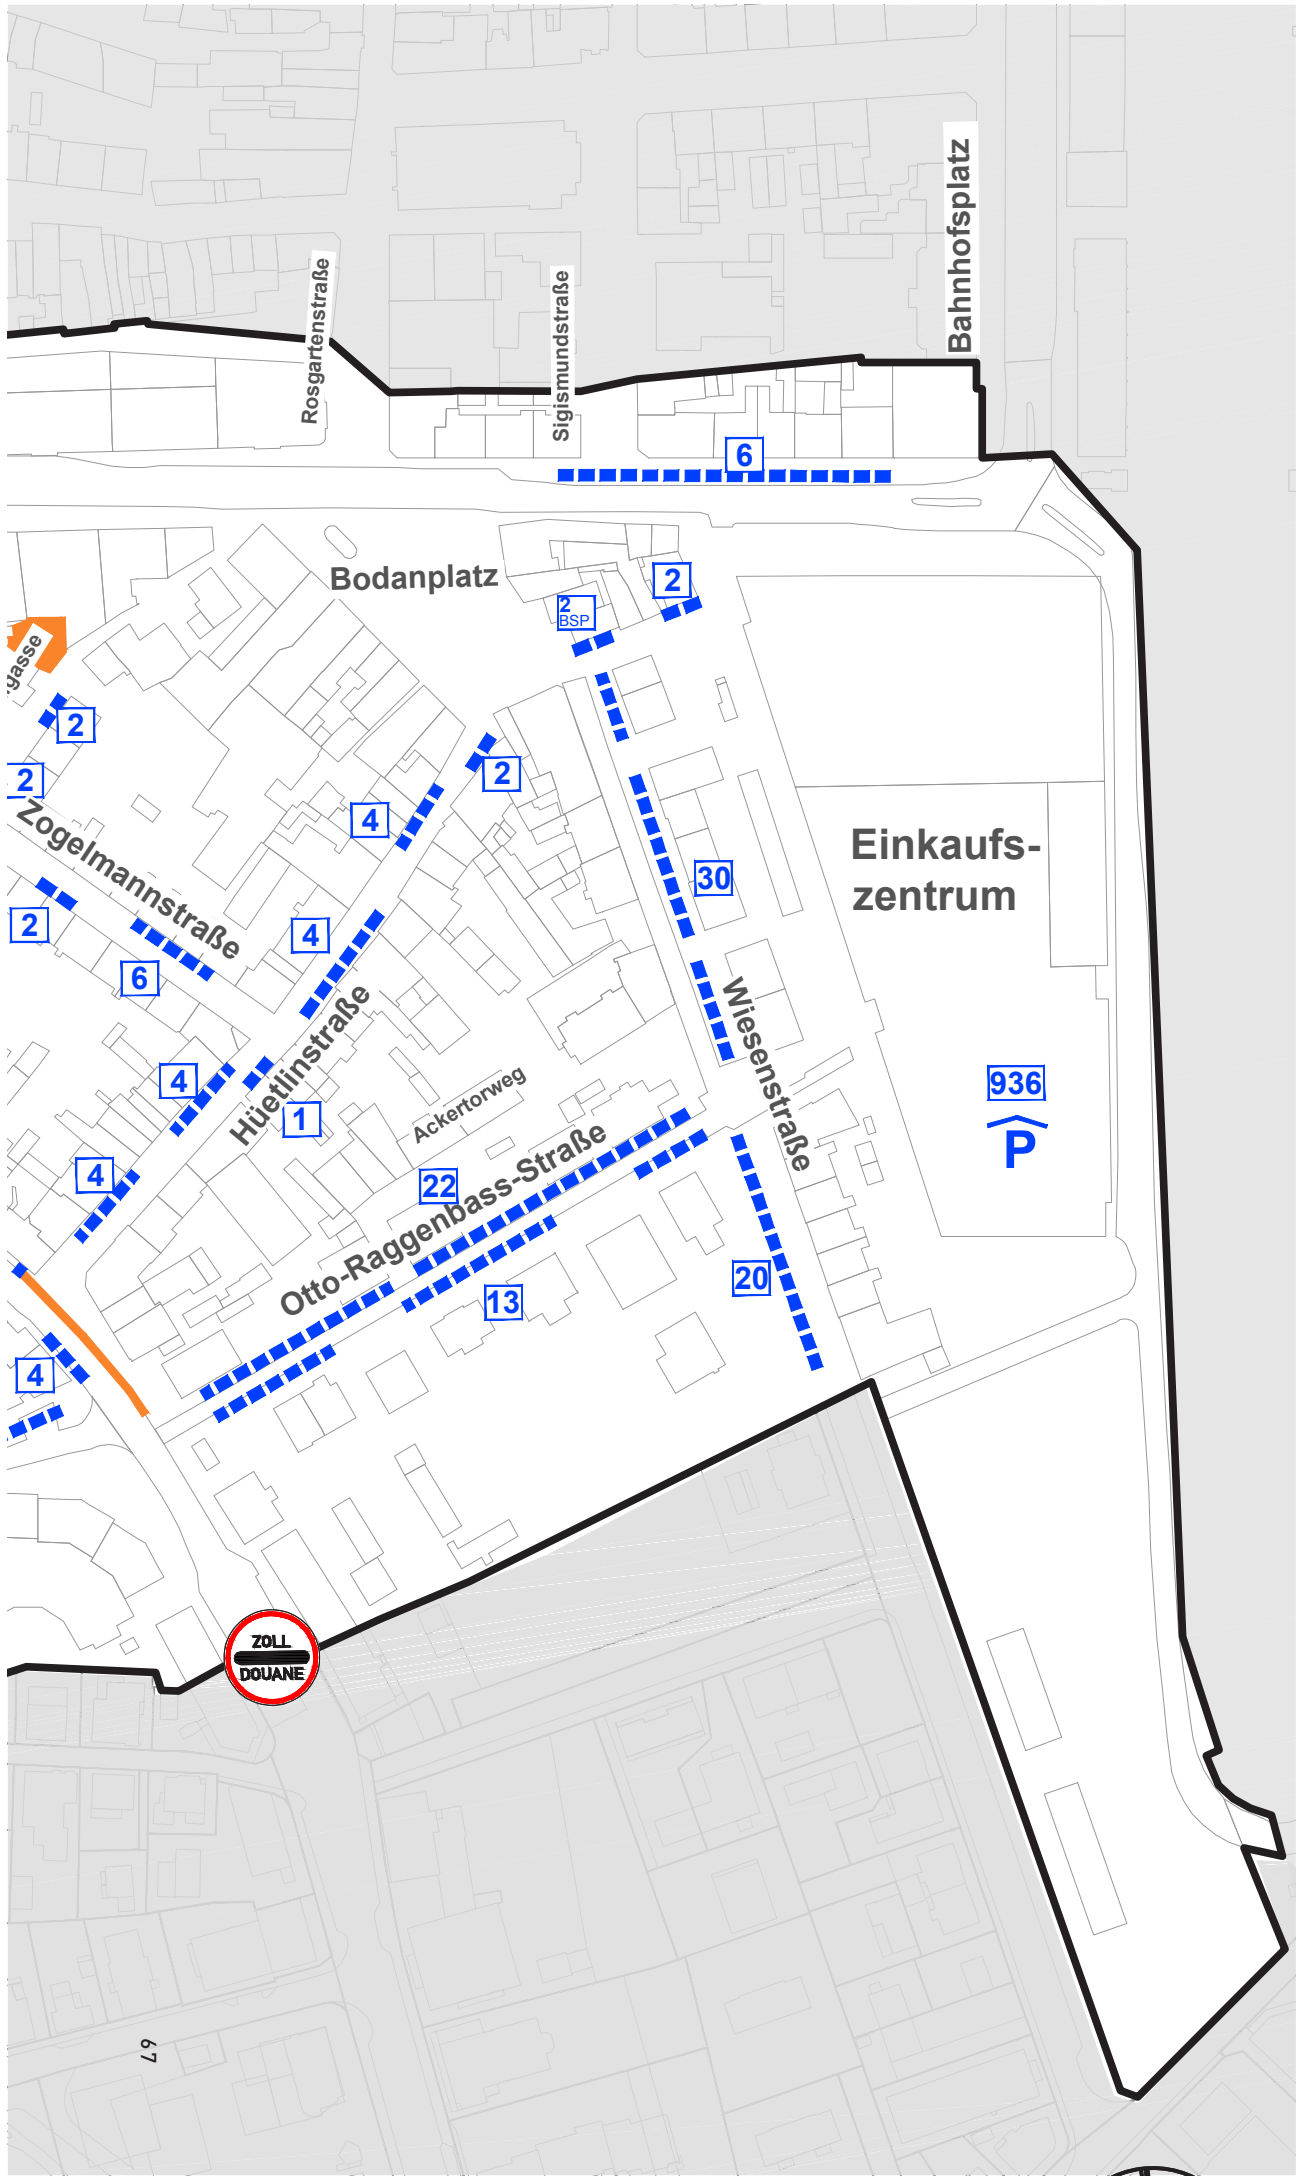 Bahnhofsplatz
Rosgartenstraße
Sigismundstraße
6
Bodanplatz
2
2
BSP
gasse
2
2
2
Zogelmannstraße
4
Einkaufs-
zentrum
30
2
4
6
Hüetlinstraße
Wiesenstraße
4
936
P
1
Ackertorweg
4
22
Otto-Raggenbass-Straße
20
13
4
ZOLL
DOUANE
67